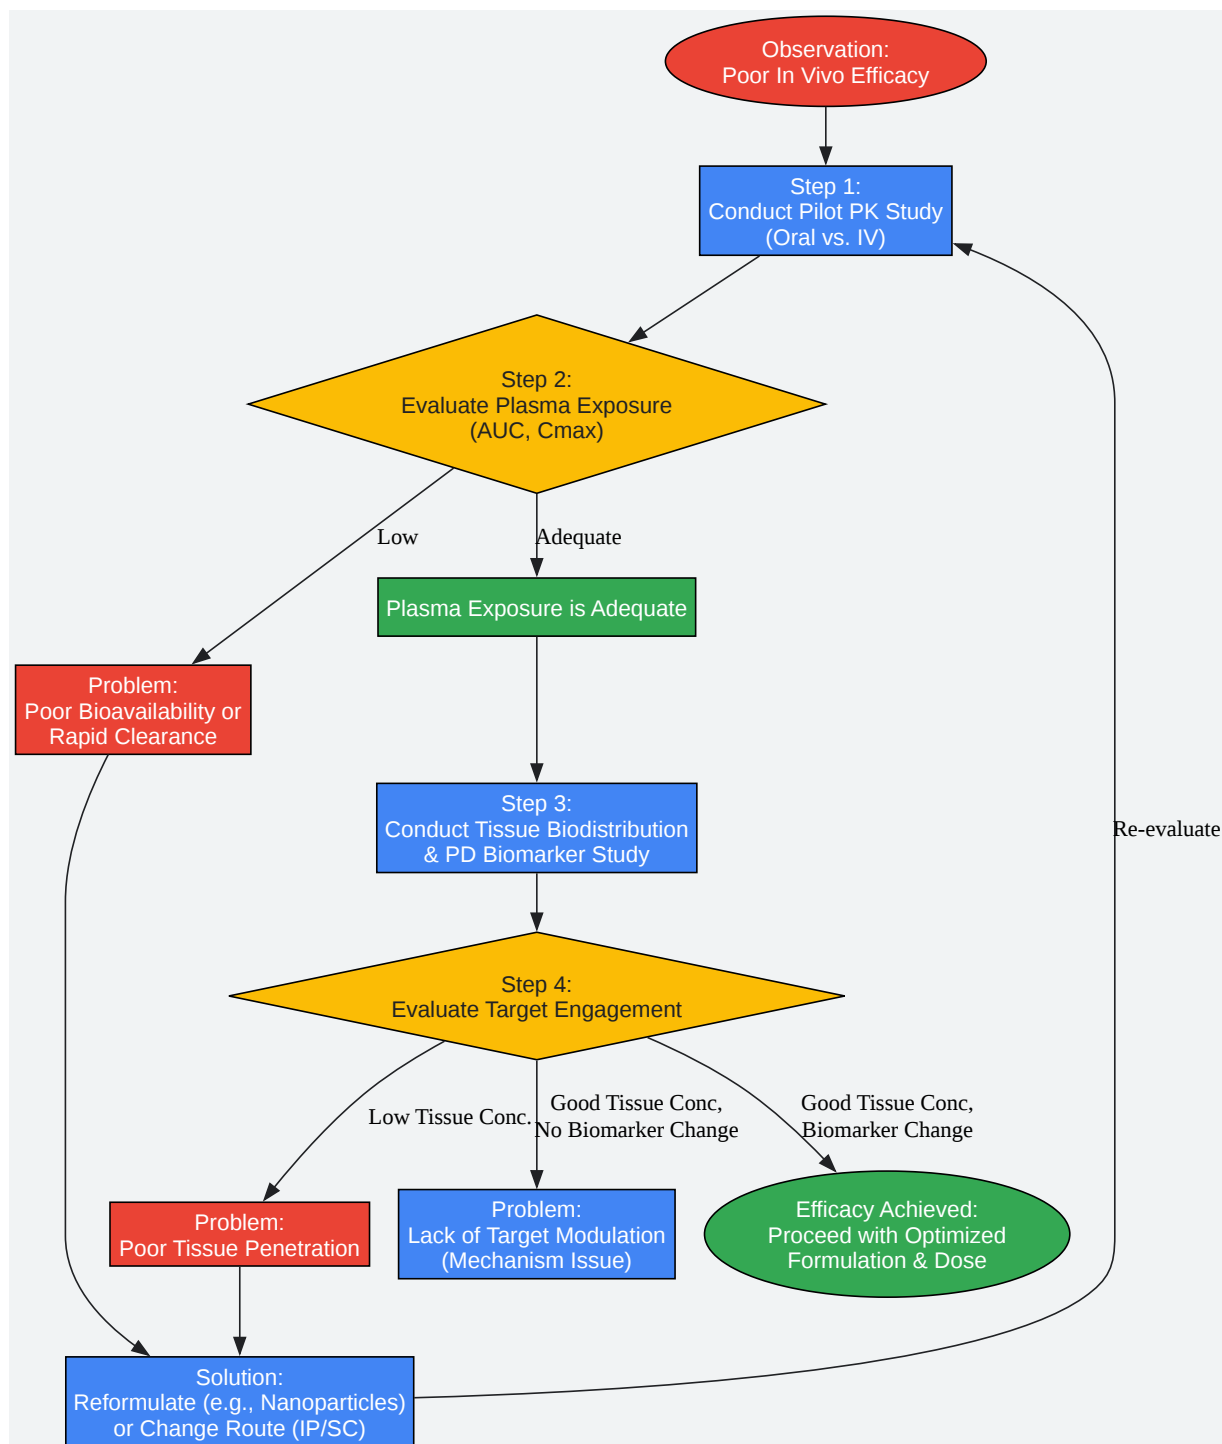 Observation:
Poor In Vivo Efficacy
Step 1:
Conduct Pilot PK Study
(Oral vs. IV)
Step 2:
Evaluate Plasma Exposure
(AUC, Cmax)
Low
Adequate
Plasma Exposure is Adequate
Problem:
Poor Bioavailability or
Rapid Clearance
Step 3:
Conduct Tissue Biodistribution
& PD Biomarker Study
Re-evaluate
Step 4:
Evaluate Target Engagement
Low Tissue Conc.
Good Tissue Conc,
No Biomarker Change
Good Tissue Conc,
Biomarker Change
Problem:
Poor Tissue Penetration
Problem:
Lack of Target Modulation
(Mechanism Issue)
Efficacy Achieved:
Proceed with Optimized
Formulation & Dose
Solution:
Reformulate (e.g., Nanoparticles)
or Change Route (IP/SC)